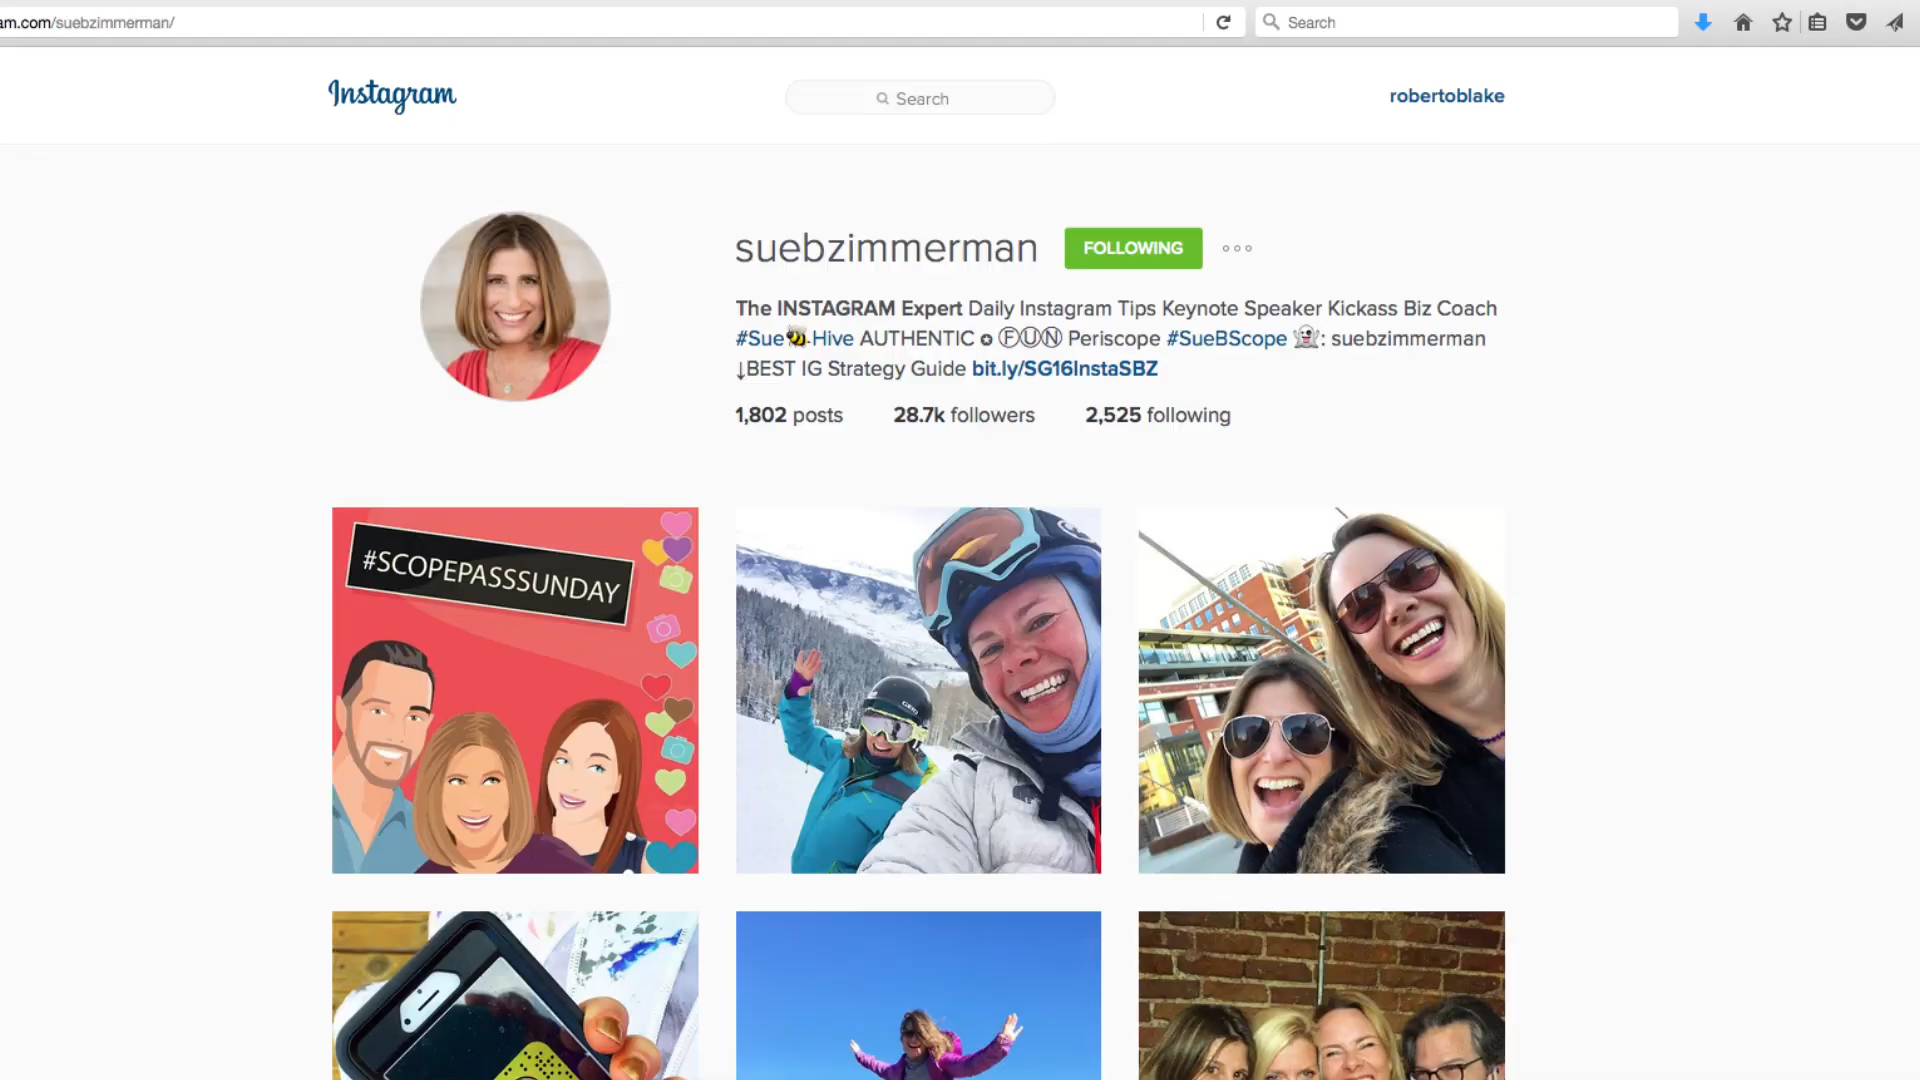 am.com/suebzimmerman/
Search
Instagram
Search
robertoblake
suebzimmerman
FOLLOWING
The INSTAGRAM Expert Daily Instagram Tips Keynote Speaker Kickass Biz Coach
#Sue🐝Hive AUTHENTIC ✪ ⒻⓊⓃ Periscope #SueBScope 👻: suebzimmerman
↓BEST IG Strategy Guide bit.ly/SG16InstaSBZ
1,802 posts 28.7k followers 2,525 following
#SCOPEPASSSUNDAY
GIRO